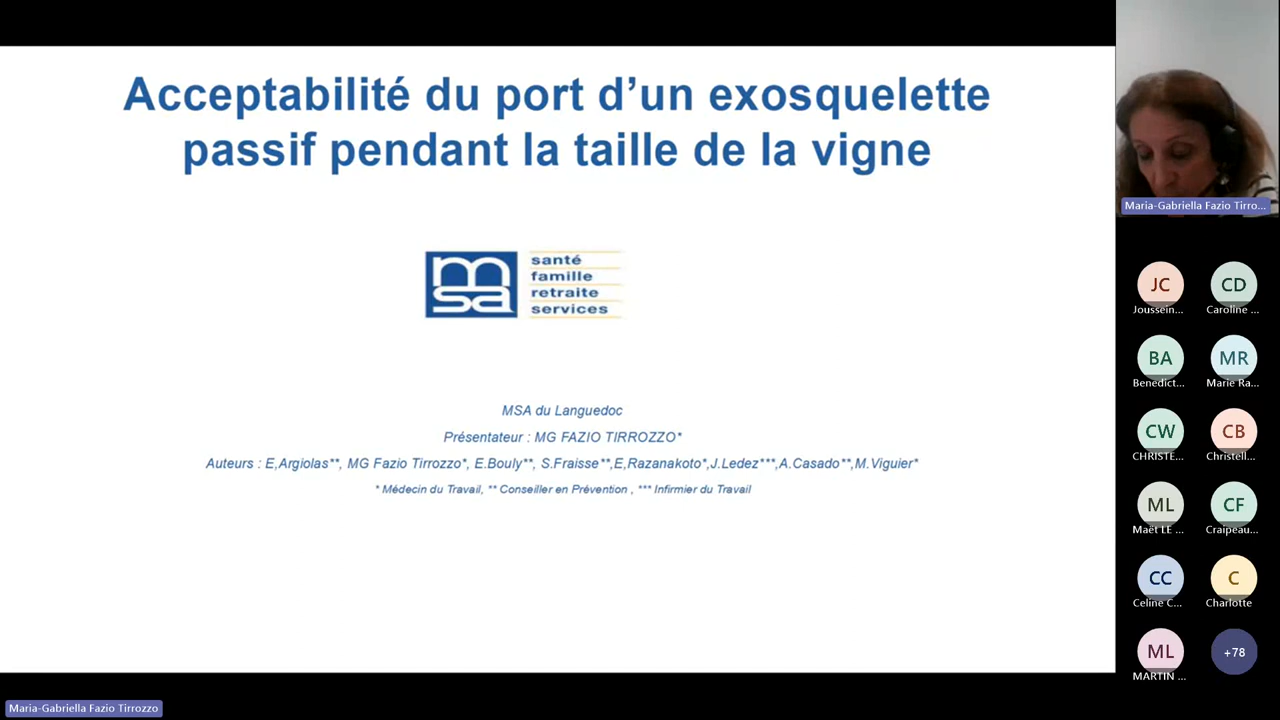 Acceptabilité du port d’un exosquelette
passif pendant la taille de la vigne
msa
santé
famille
retraite
services
MSA du Languedoc
Présentateur : MG FAZIO TIRROZZO*
Auteurs : E,Argiolas**, MG Fazio Tirrozzo*, E.Bouly**, S.Fraisse**,E,Razanakoto*,J.Ledez***,A.Casado**,M.Viguier*
* Médecin du Travail, ** Conseiller en Prévention , *** Infirmier du Travail
Maria-Gabriella Fazio Tirro...
JC
CD
Joussein...
Caroline ...
BA
MR
Benedict...
Marie Ra...
CW
CB
CHRISTE...
Christell...
ML
CF
Maët LE ...
Craipeau...
CC
C
Celine C...
Charlotte
ML
+78
MARTIN ...
Maria-Gabriella Fazio Tirrozzo